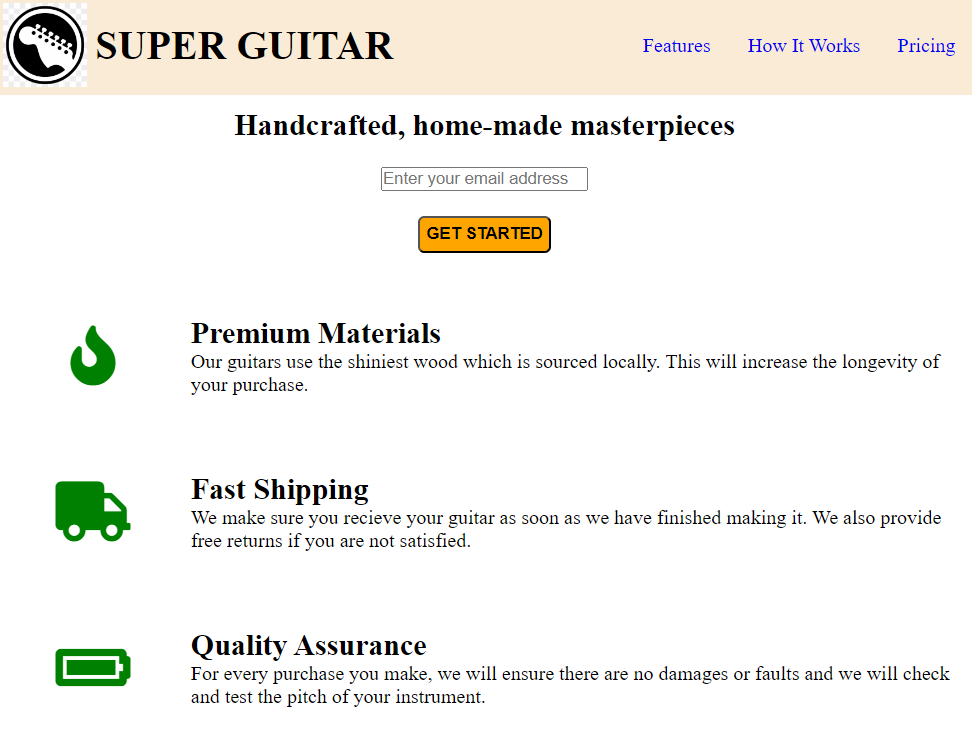 SUPER GUITAR
Features
How It Works
Pricing
Handcrafted, home-made masterpieces
Enter your email address
GET STARTED
Premium Materials
Our guitars use the shiniest wood which is sourced locally. This will increase the longevity of
your purchase.
Fast Shipping
We make sure you recieve your guitar as soon as we have finished making it. We also provide
free returns if you are not satisfied.
Quality Assurance
For every purchase you make, we will ensure there are no damages or faults and we will check
and test the pitch of your instrument.